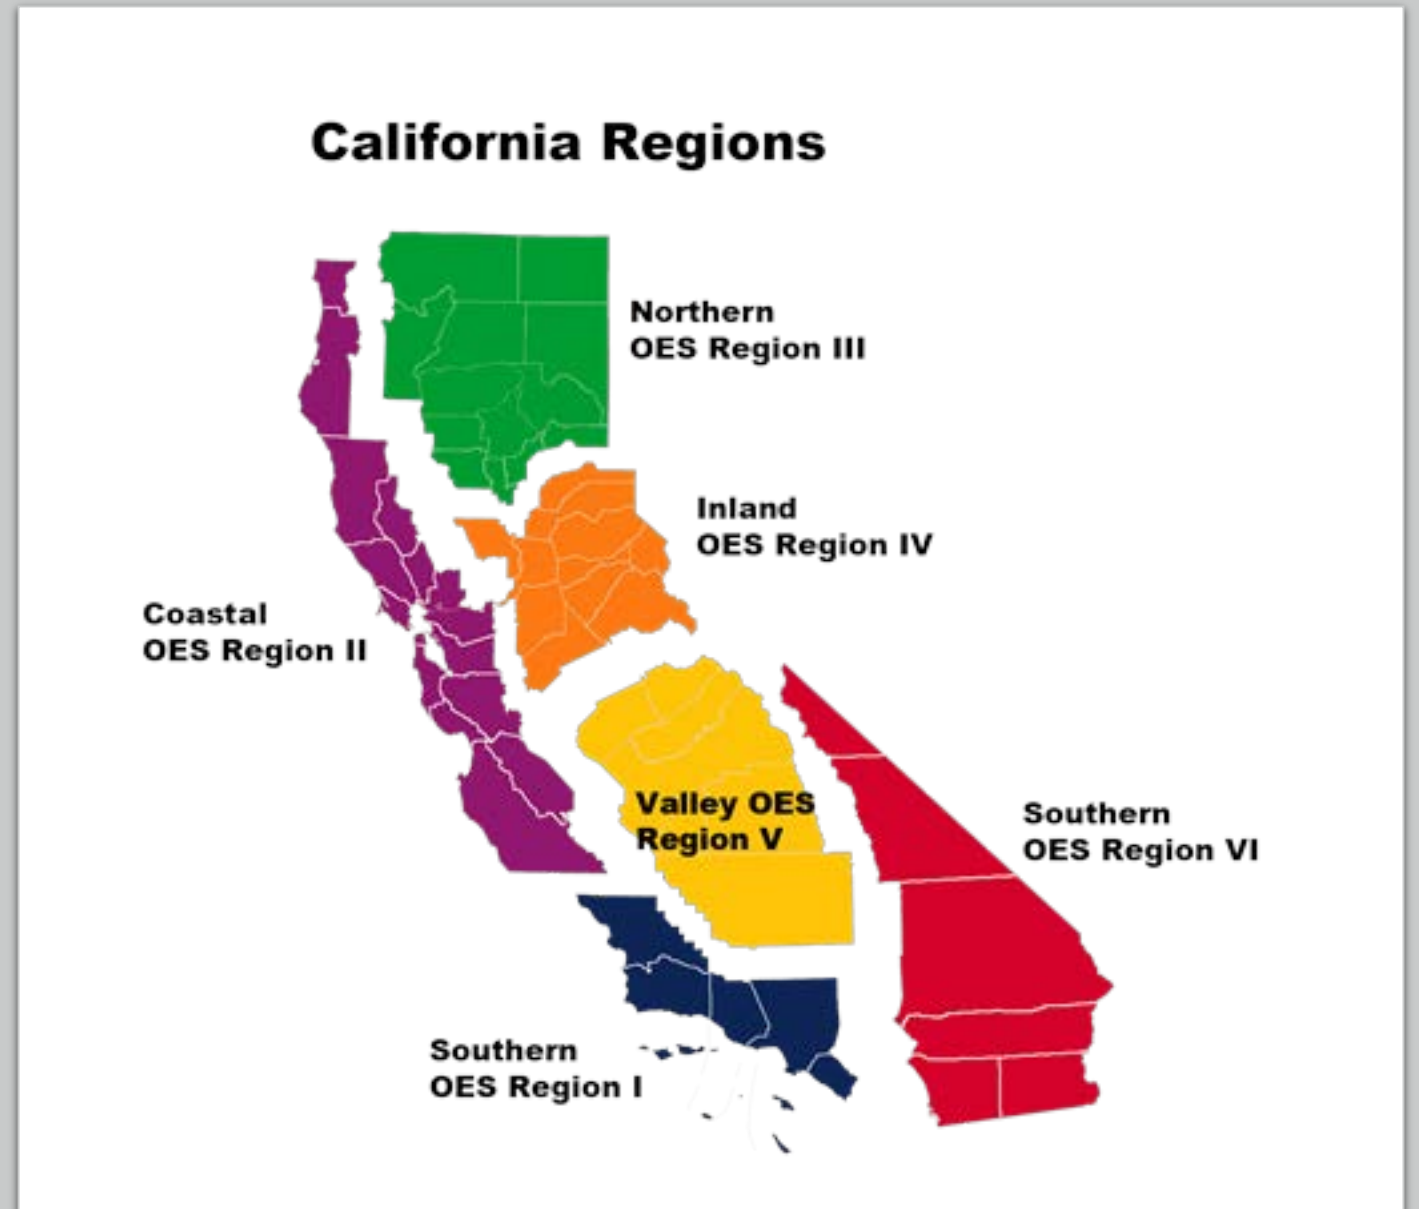 California Regions
Northern
OES Region III
Inland
OES Region IV
Coastal
OES Region II
Valley OES
Region V
Southern
OES Region VI
Southern
OES Region I